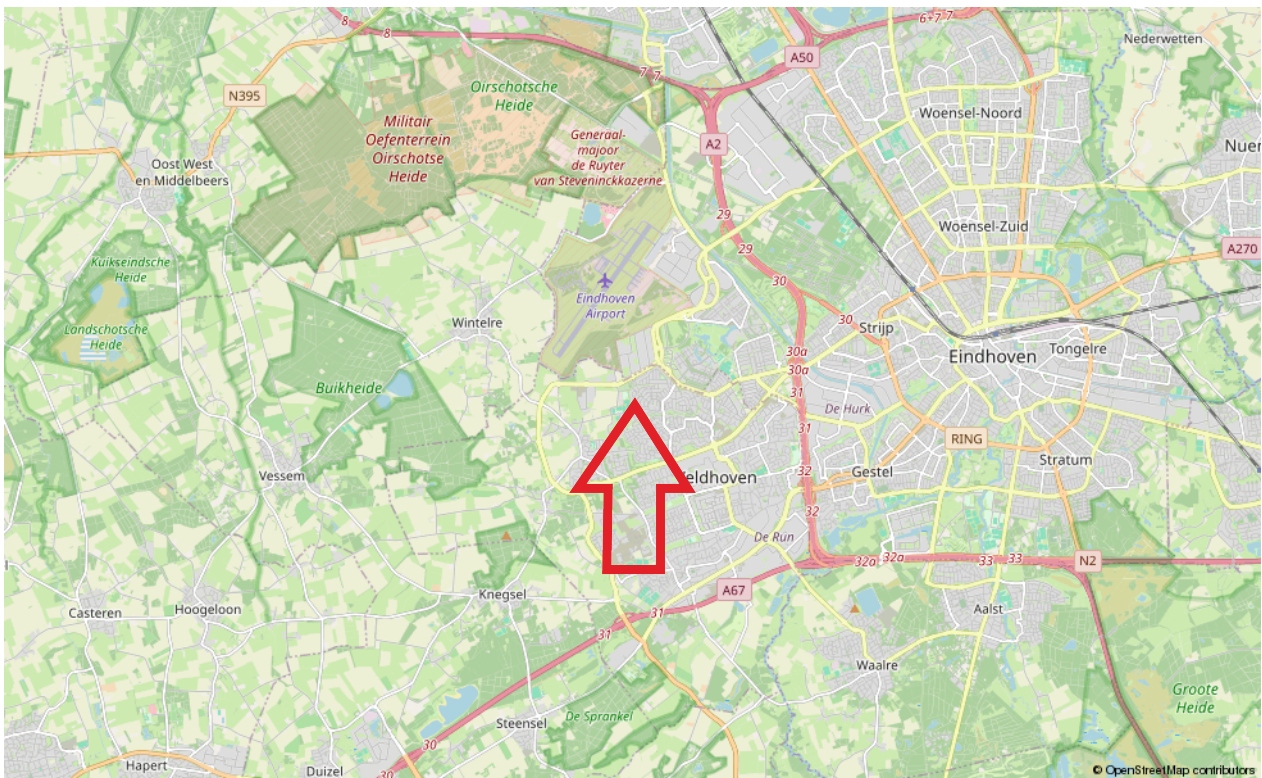 8
8
N395
Oirschotsche
Heide
Militair
Oefenterrein
Oirschotse
Heide
Generaal-
majoor
de Ruyter
van Steveninckkazerne
7 7
6+7 7
A50
Nederwetten
Woensel-Noord
A2
Nuen
Oost West
en Middelbeers
29
29
Woensel-Zuid
A270
Kuikseindsche
Heide
Eindhoven
Airport
30
30
Landschotsche
Heide
Wintelre
Strijp
Eindhoven
Tongelre
30a
30a
31
Buikheide
De Hurk
31
RING
Vessem
eldhoven
32
Gestel
Stratum
32
De Run
32a 32a
33 33
N2
Knegsel
A67
Casteren
Hoogeloon
31
31
Aalst
Waalre
Groote
Heide
Steensel
De Sprankel
30
30
Hapert
Duizel
© OpenStreetMap contributors